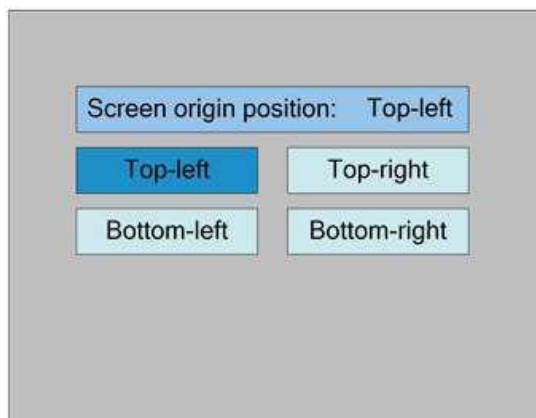 Screen origin position: Top-left
Top-left Top-right
Bottom-left Bottom-right